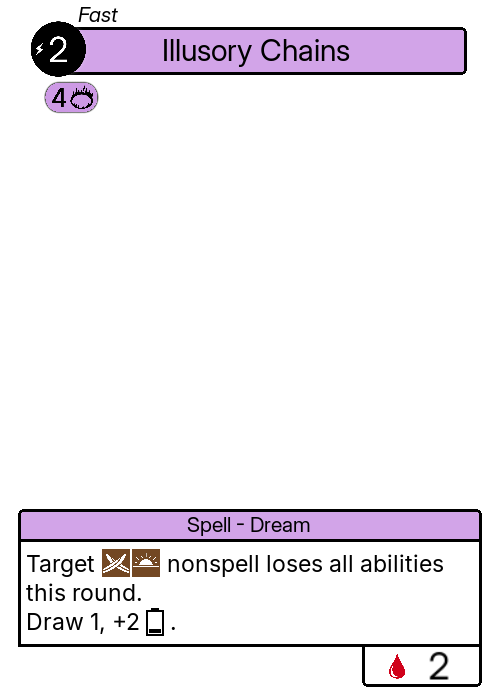 Fast
2 Illusory Chains
4
Spell - Dream
Target nonspell loses all abilities
this round.
Draw 1, +2 .
2